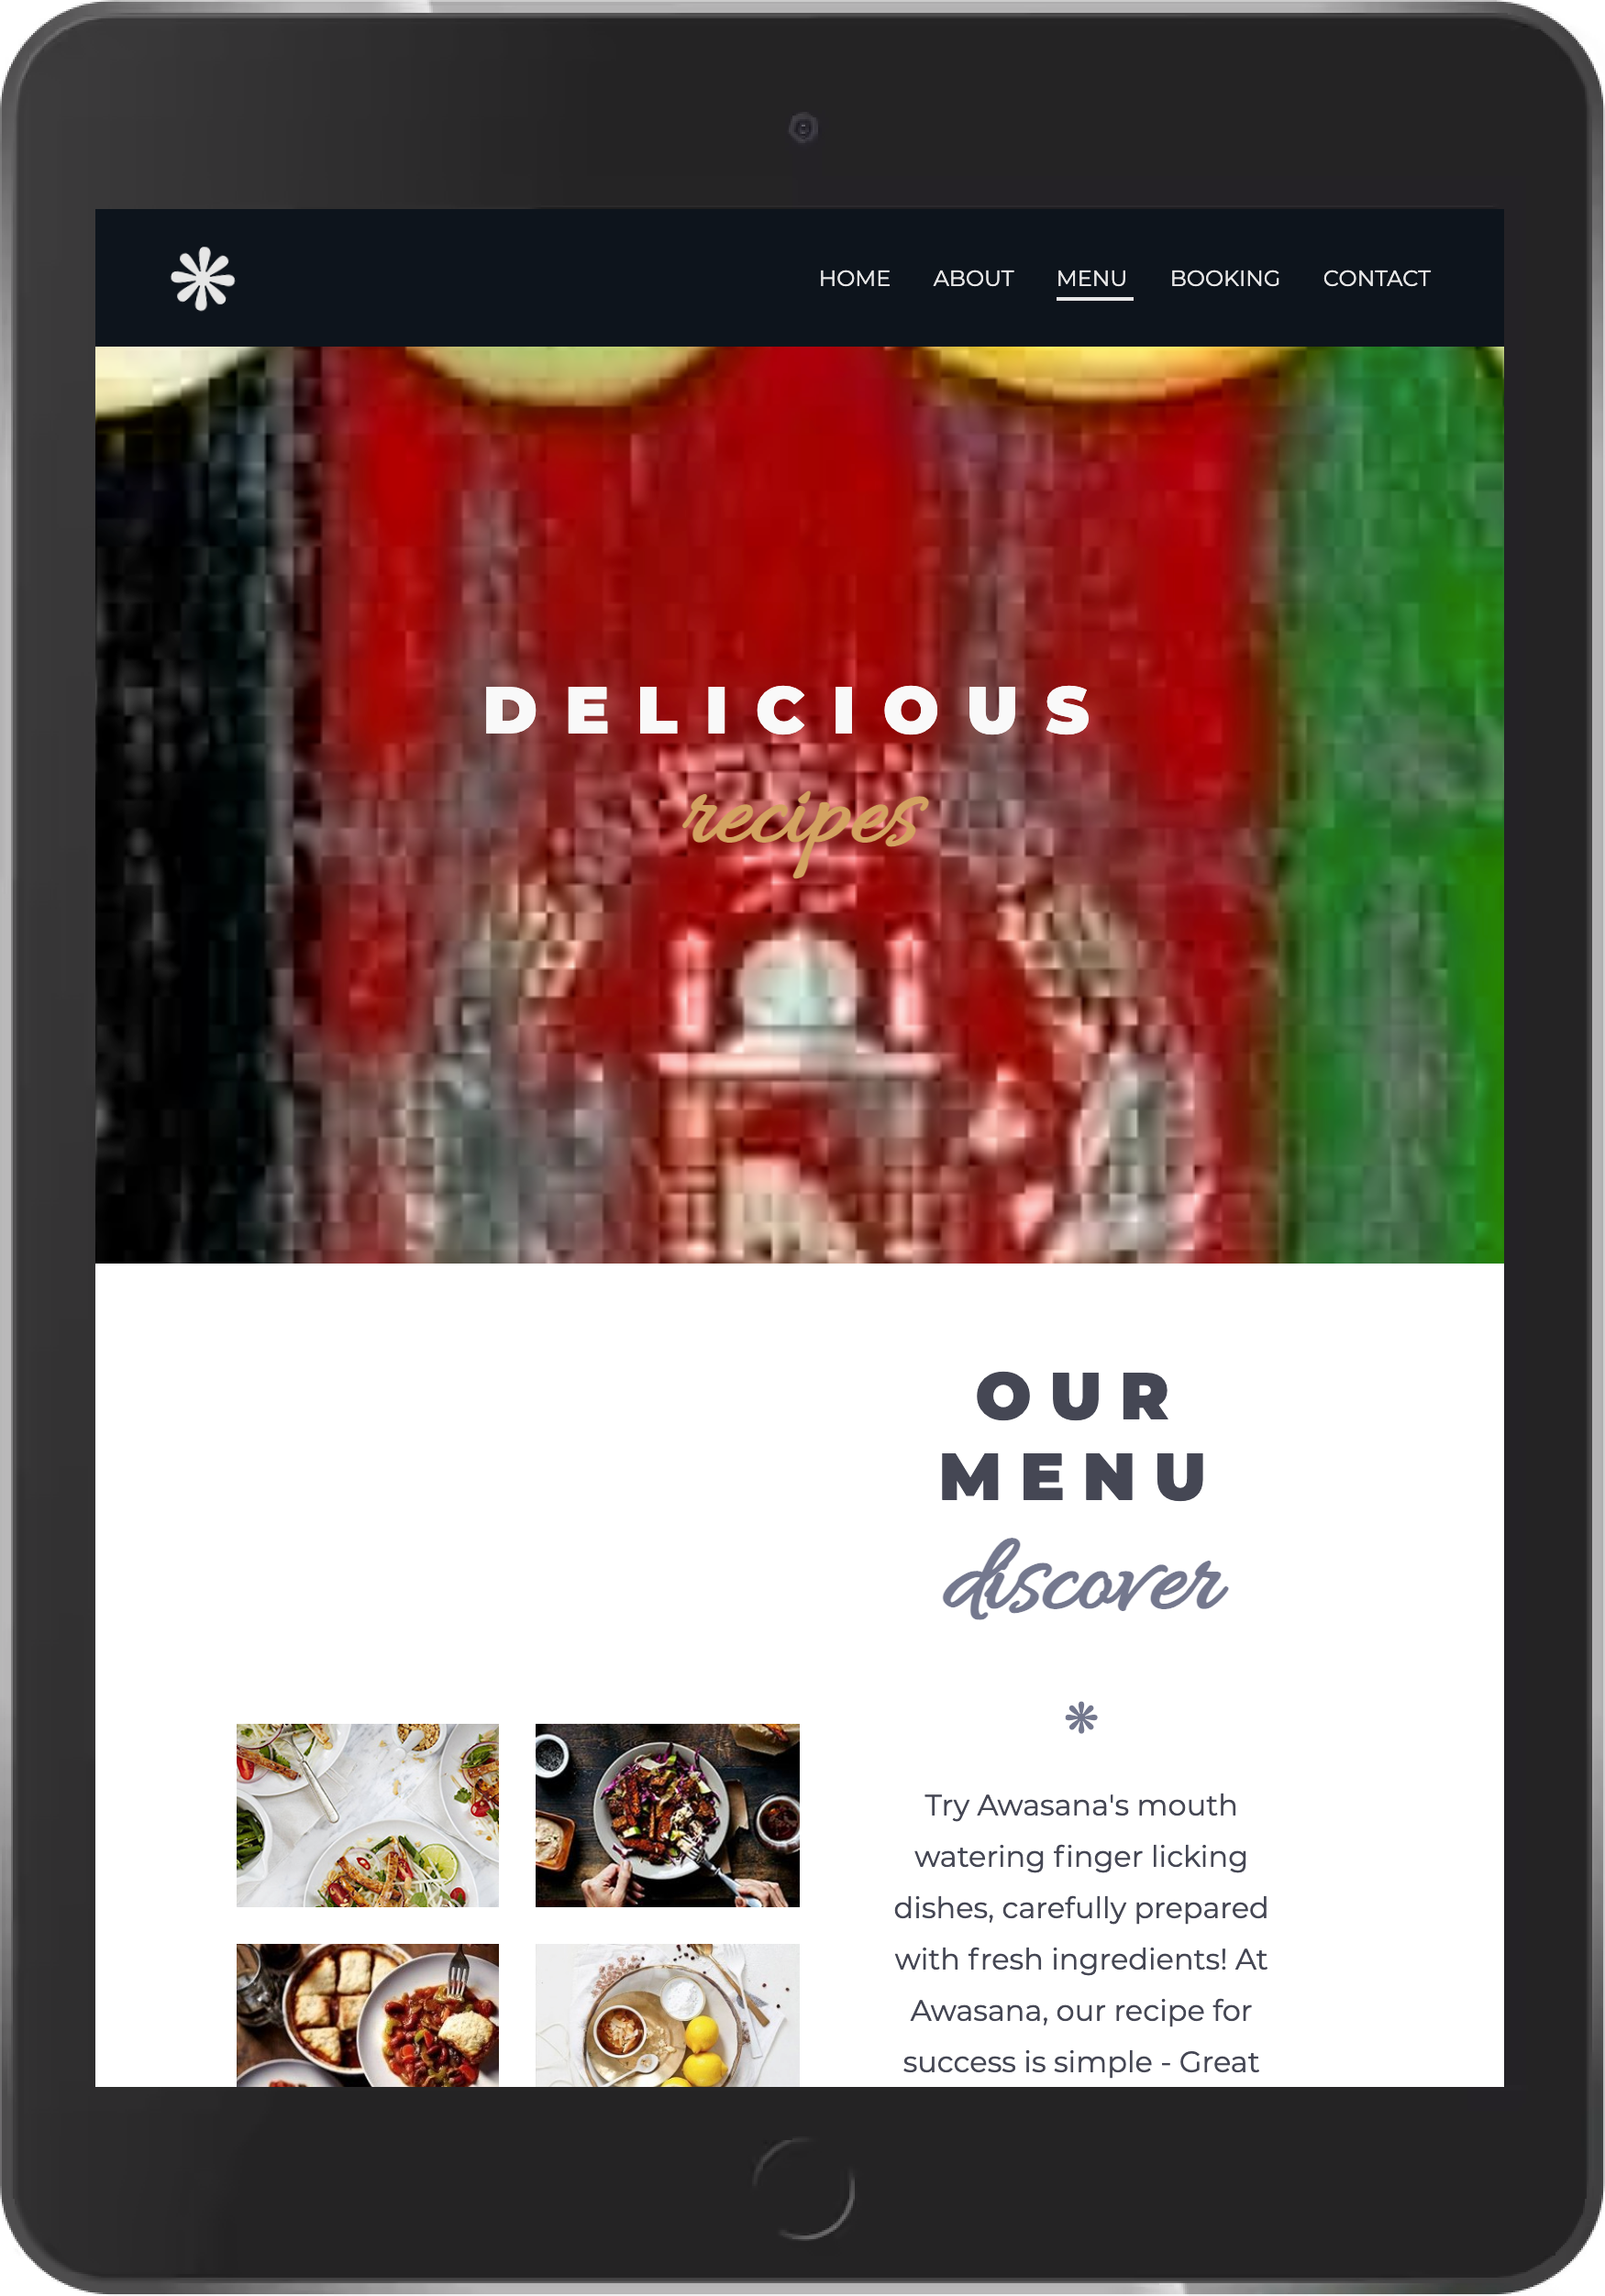 HOME ABOUT MENU BOOKING CONTACT
DELICIOUS
recipes
OUR
MENU
discover
Try Awasana's mouth
watering finger licking
dishes, carefully prepared
with fresh ingredients! At
Awasana, our recipe for
success is simple - Great